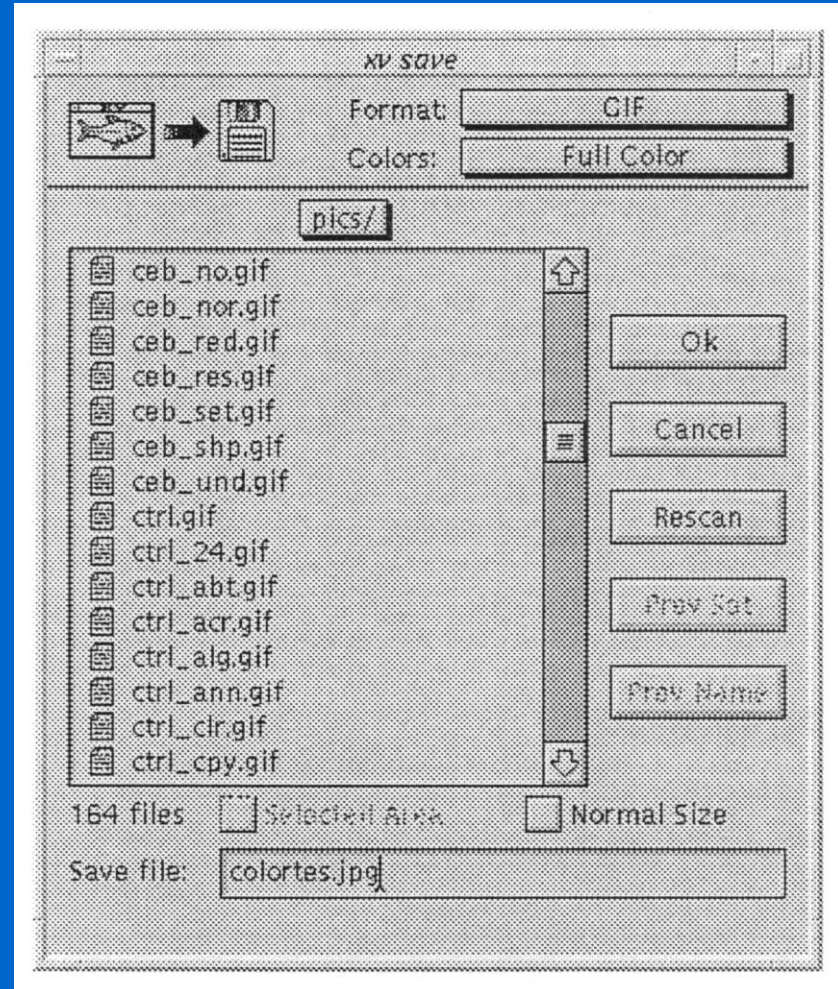 xv save
Format: GIF
Colors: Full Color
pics/
ceb_no.gif
ceb_nor.gif
ceb_red.gif
ceb_res.gif
ceb_set.gif
ceb_shp.gif
ceb_und.gif
ctrl.gif
ctrl_24.gif
ctrl_abt.gif
ctrl_acr.gif
ctrl_alg.gif
ctrl_ann.gif
ctrl_clr.gif
ctrl_cpy.gif
Ok
Cancel
Rescan
Prev Sat
Prev Name
164 files Selected Area Normal Size
Save file: colortes.jpg